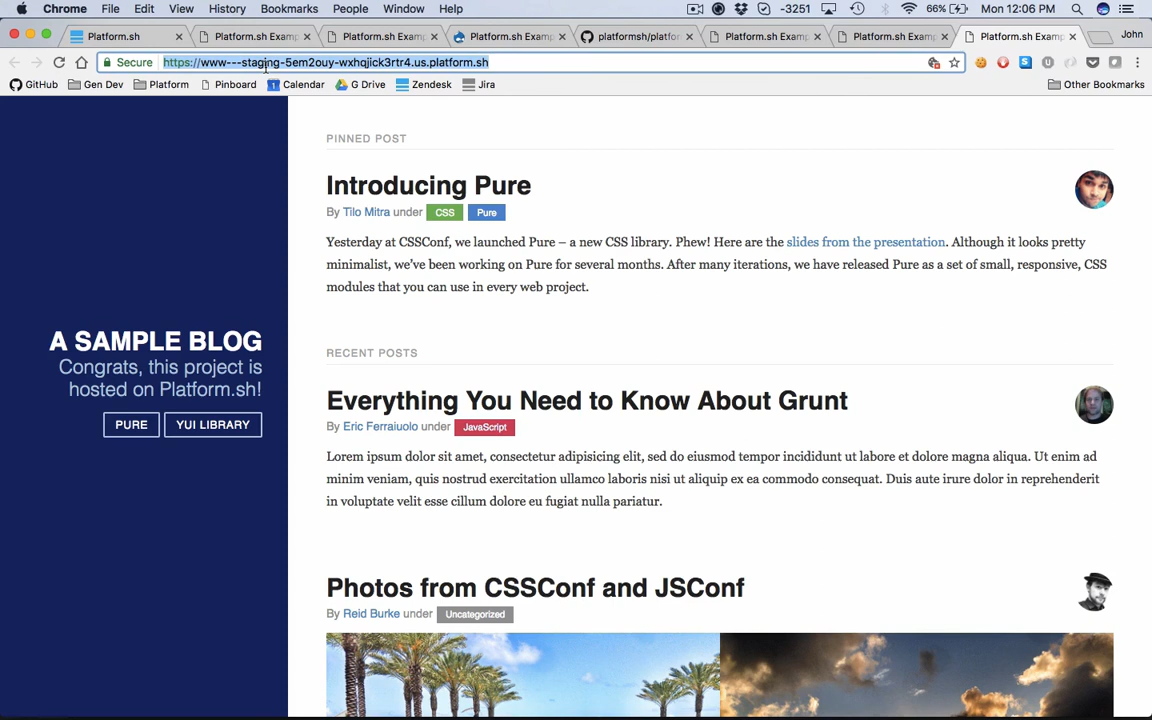 Chrome File Edit View History Bookmarks People Window Help -3251 66% Mon 12:06 PM
Platform.sh Platform.sh Examp Platform.sh Examp Platform.sh Examp platformsh/platfor Platform.sh Examp Platform.sh Examp Platform.sh Examp John
Secure https://www---staging-5em2ouy-wxhqjick3rtr4.us.platform.sh
GitHub Gen Dev Platform Pinboard 1 Calendar G Drive Zendesk Jira Other Bookmarks
PINNED POST
Introducing Pure
By Tilo Mitra under CSS Pure
Yesterday at CSSConf, we launched Pure – a new CSS library. Phew! Here are the slides from the presentation. Although it looks pretty
minimalist, we've been working on Pure for several months. After many iterations, we have released Pure as a set of small, responsive, CSS
modules that you can use in every web project.
A SAMPLE BLOG
Congrats, this project is
hosted on Platform.sh!
PURE YUI LIBRARY
RECENT POSTS
Everything You Need to Know About Grunt
By Eric Ferraiuolo under JavaScript
Lorem ipsum dolor sit amet, consectetur adipisicing elit, sed do eiusmod tempor incididunt ut labore et dolore magna aliqua. Ut enim ad
minim veniam, quis nostrud exercitation ullamco laboris nisi ut aliquip ex ea commodo consequat. Duis aute irure dolor in reprehenderit
in voluptate velit esse cillum dolore eu fugiat nulla pariatur.
Photos from CSSConf and JSConf
By Reid Burke under Uncategorized